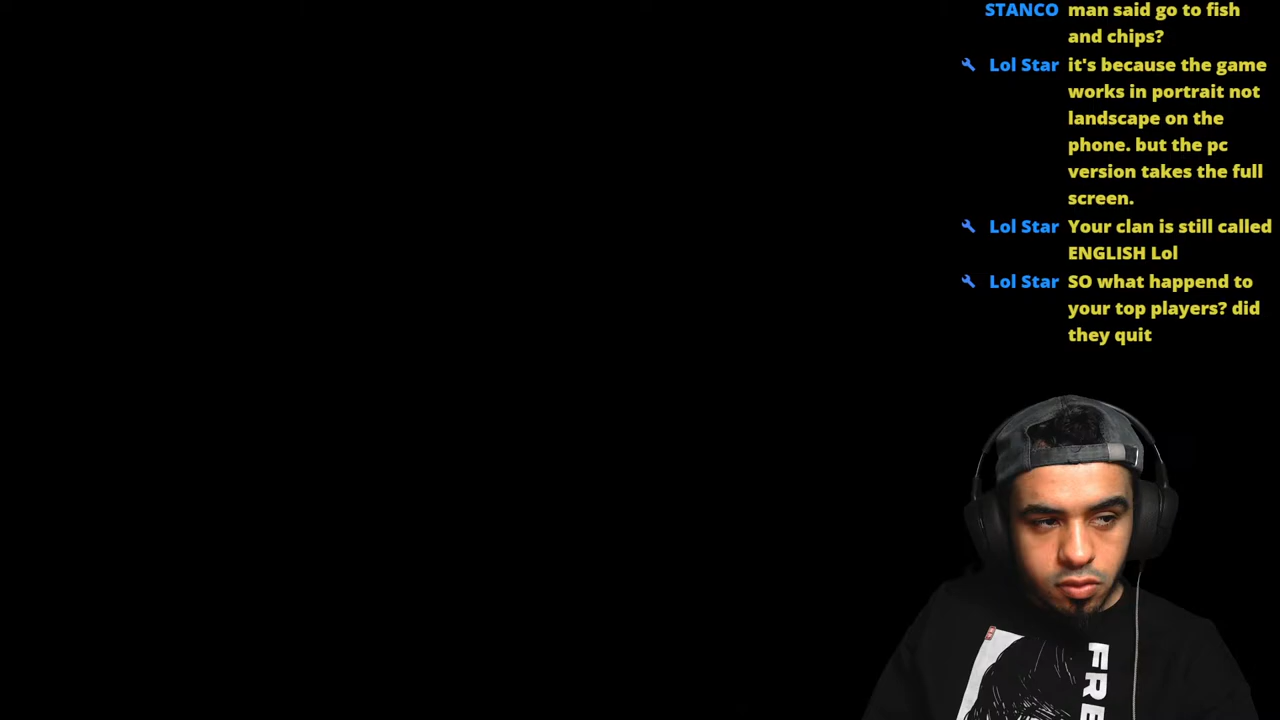 STANCO man said go to fish
and chips?
Lol Star it's because the game
works in portrait not
landscape on the
phone. but the pc
version takes the full
screen.
Lol Star Your clan is still called
ENGLISH Lol
Lol Star SO what happend to
your top players? did
they quit
FRE